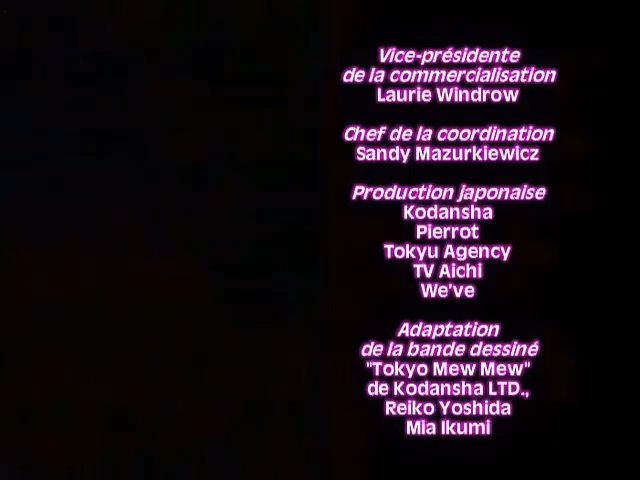 Vice-présidente
de la commercialisation
Laurie Windrow
Chef de la coordination
Sandy Mazurkiewicz
Production japonaise
Kodansha
Pierrot
Tokyu Agency
TV Aichi
We've
Adaptation
de la bande dessiné
"Tokyo Mew Mew"
de Kodansha LTD.,
Reiko Yoshida
Mia Ikumi